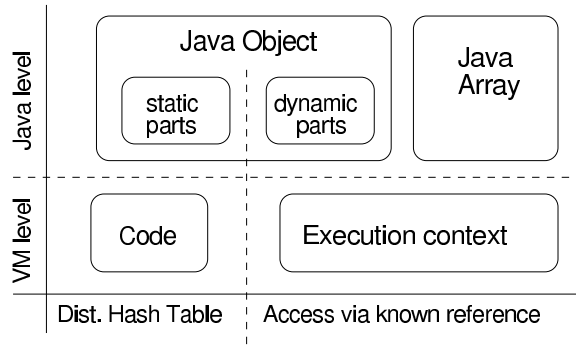 Java level
Java Object
static
parts
dynamic
parts
Java
Array
VM level
Code
Execution context
Dist. Hash Table
Access via known reference